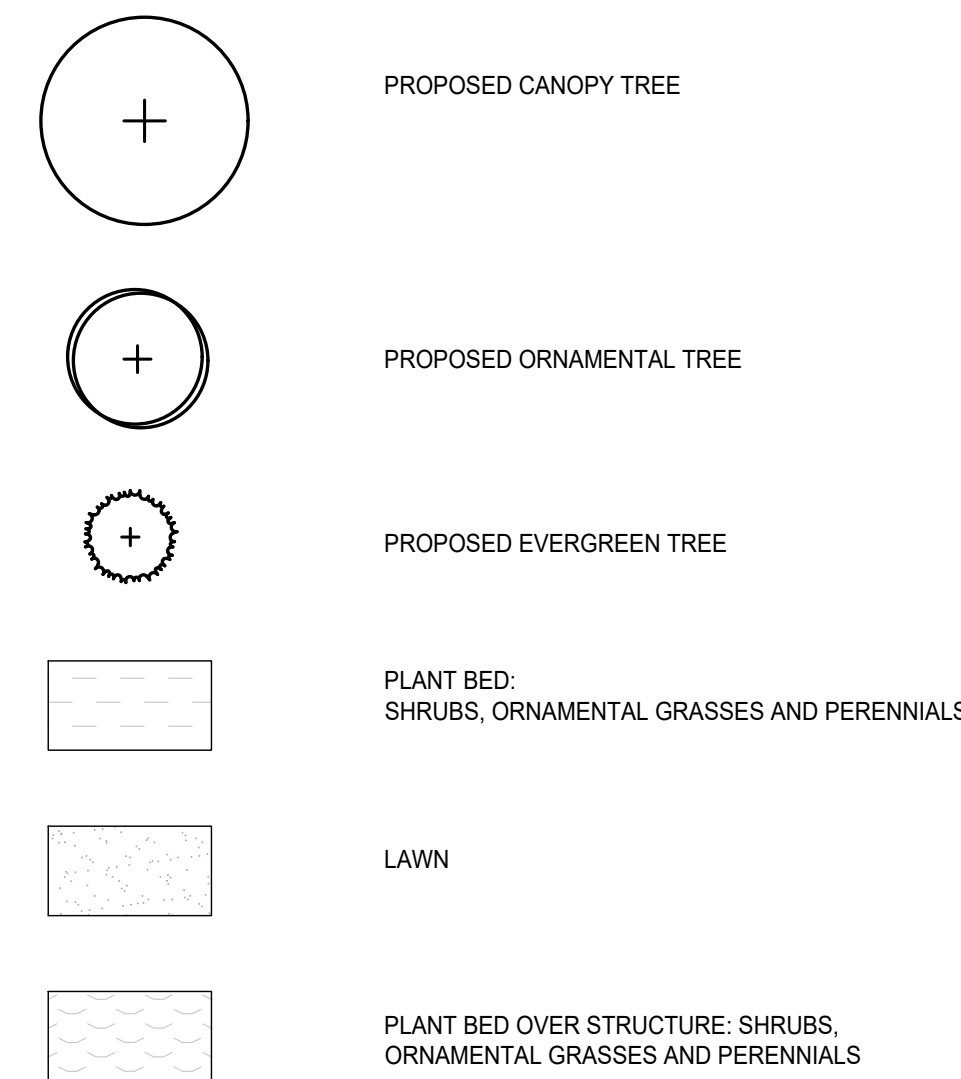 PROPOSED CANOPY TREE
PROPOSED ORNAMENTAL TREE
PROPOSED EVERGREEN TREE
PLANT BED:
SHRUBS, ORNAMENTAL GRASSES AND PERENNIALS
LAWN
PLANT BED OVER STRUCTURE: SHRUBS,
ORNAMENTAL GRASSES AND PERENNIALS